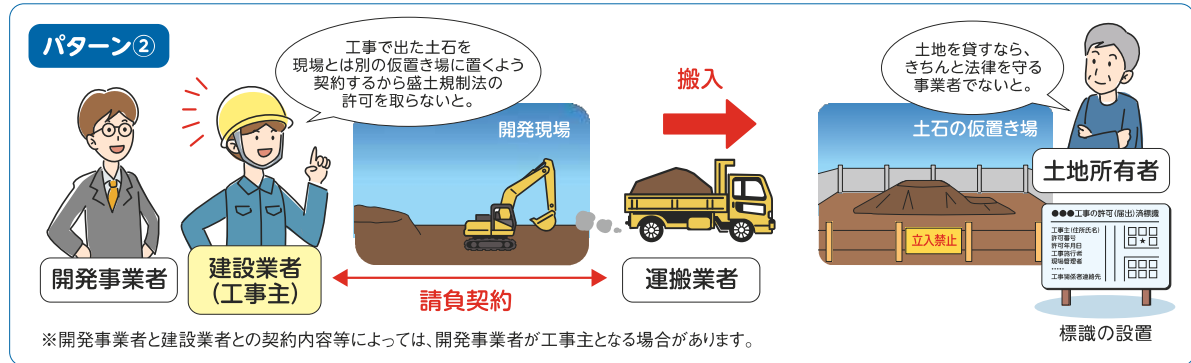 パターン②
工事で出た土石を
現場とは別の仮置き場に置くよう
契約するから盛土規制法の
許可を取らないと。
開発現場
搬入
土地を貸すなら、
きちんと法律を守る
事業者でないと。
土石の仮置き場
土地所有者
開発事業者
建設業者
(工事主)
請負契約
運搬業者
立入禁止
●●●工事の許可(届出)済標識
工事主(住所氏名)
許可番号
許可年月日
工事施行者
現場管理者
……
工事関係者連絡先
★
標識の設置
※開発事業者と建設業者との契約内容等によっては、開発事業者が工事主となる場合があります。